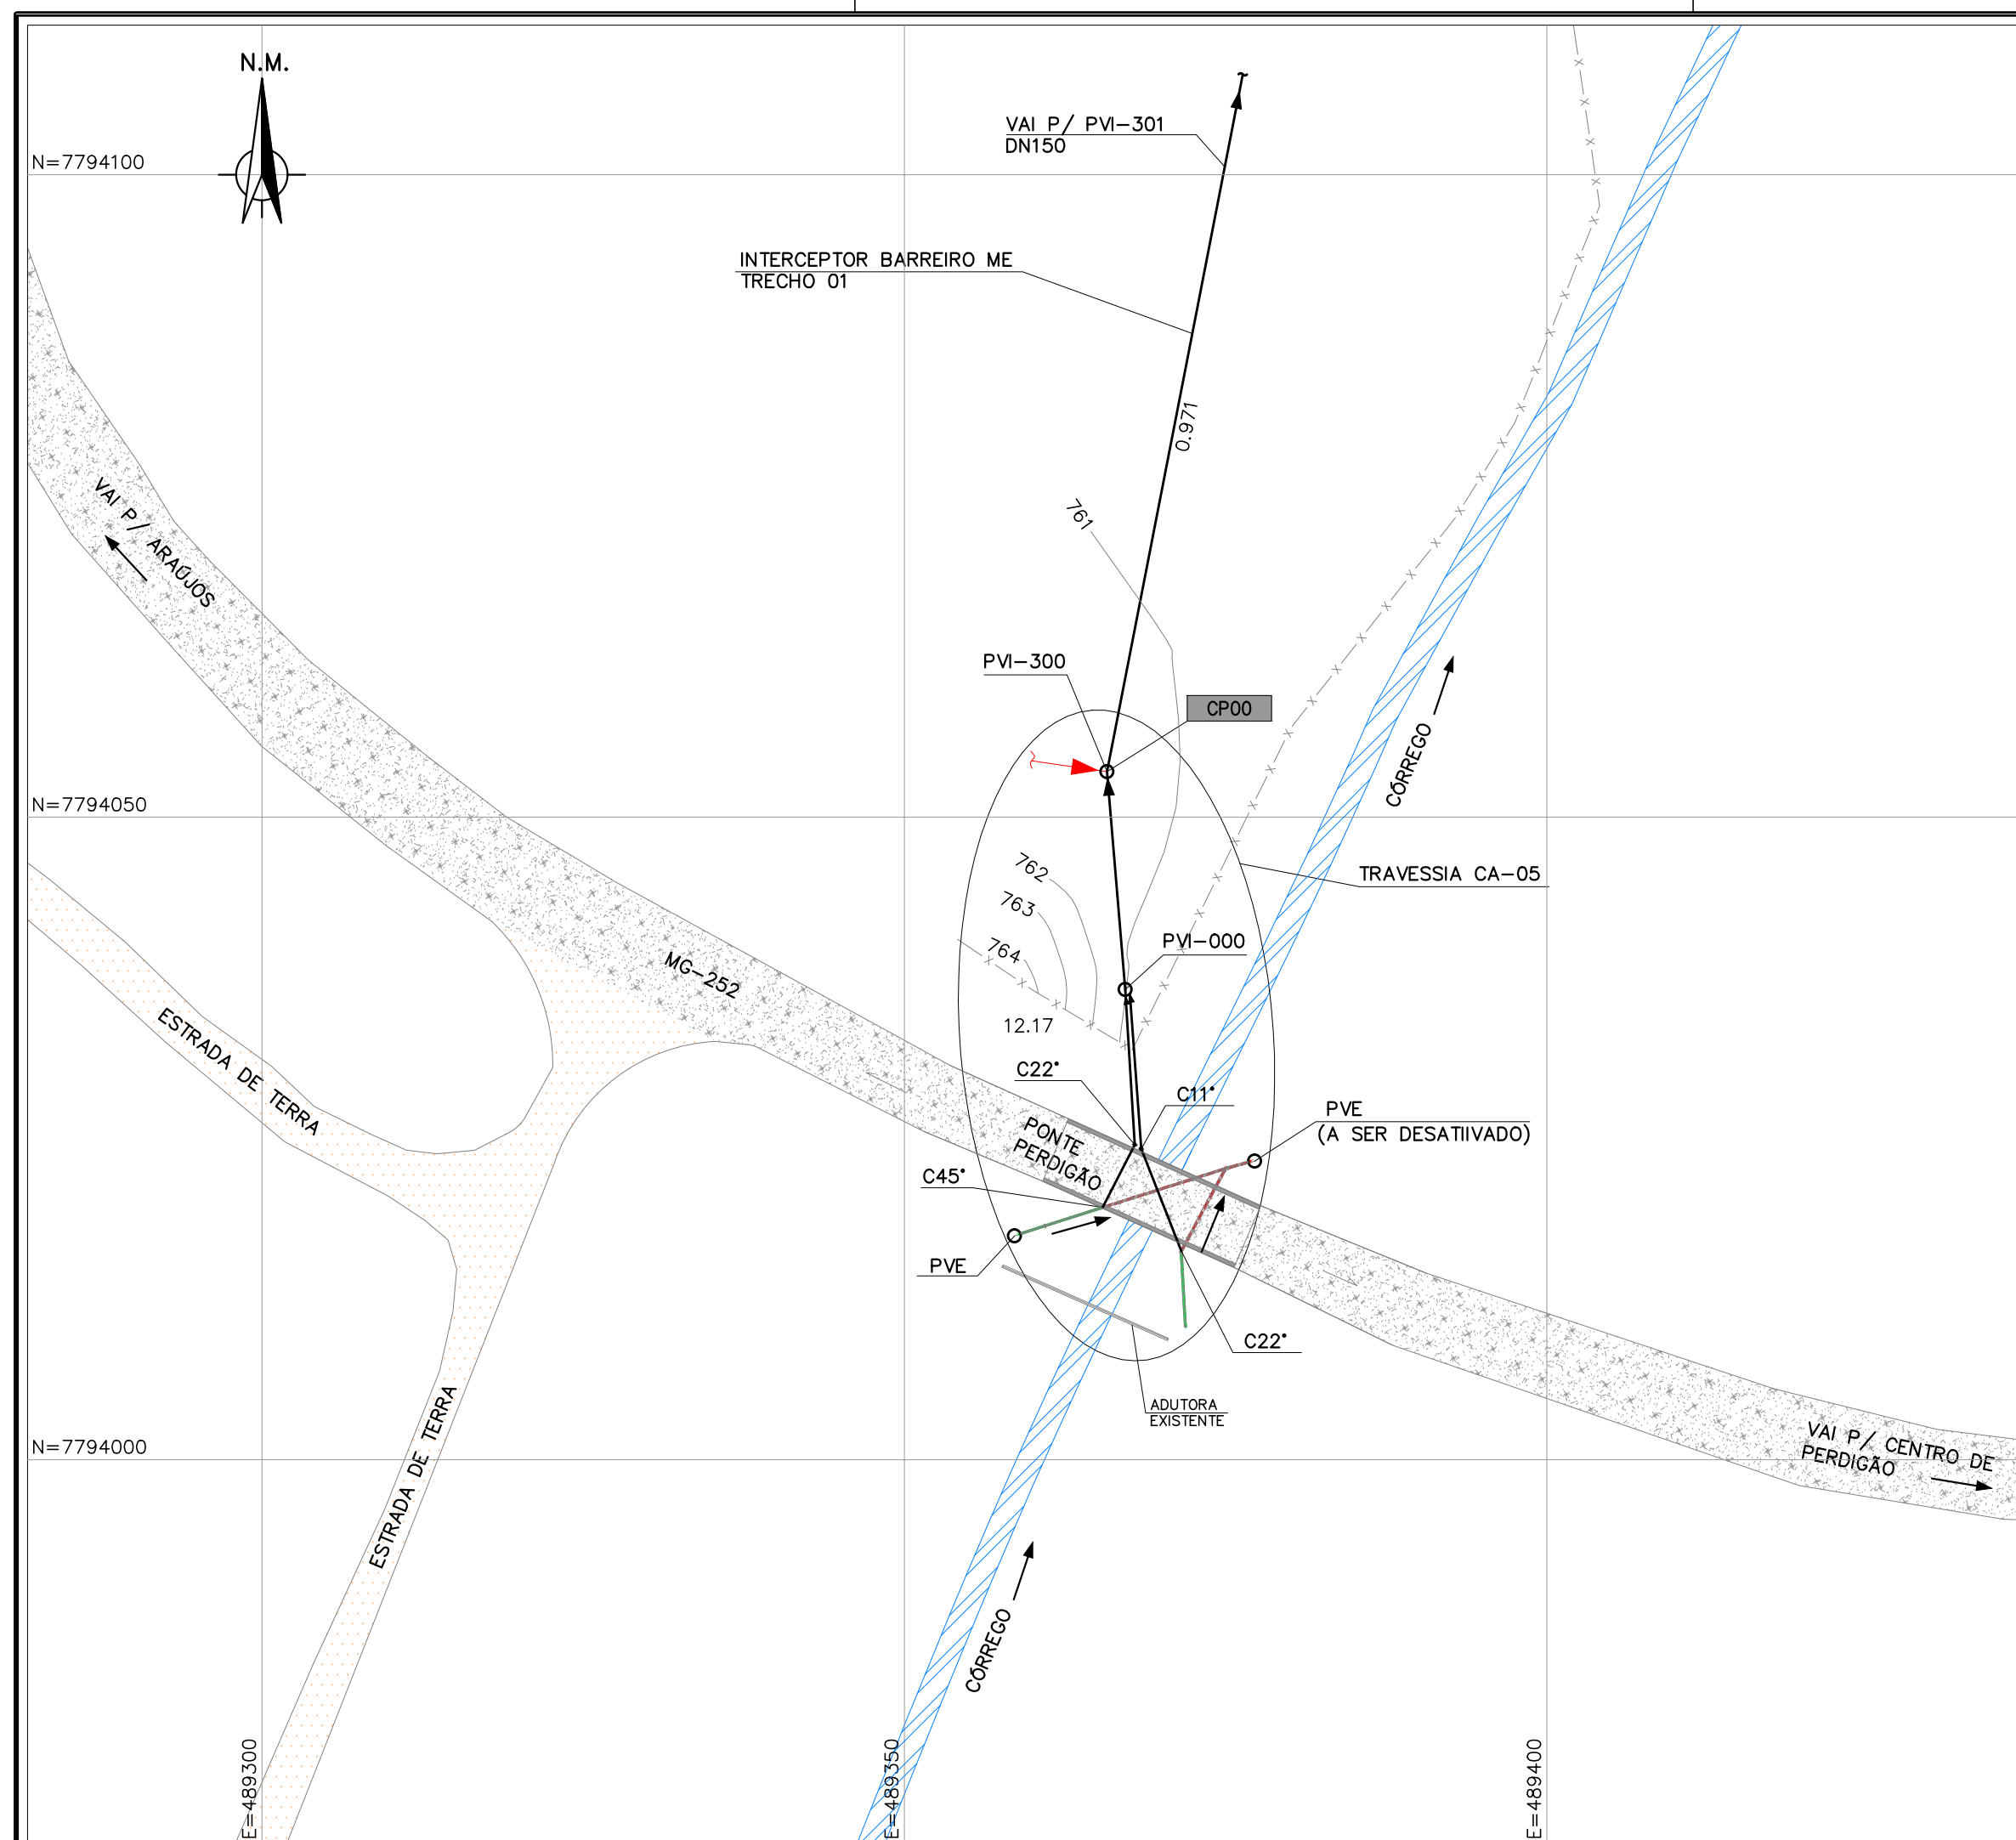 N.M.
VAI P/ PVI-301
DN150
N=7794100
INTERCEPTOR BARREIRO ME
TRECHO 01
0.971
VAI P/ ARAÚJOS
761
PVI-300
CP00
CÓRREGO
N=7794050
762
TRAVESSIA CA-05
763
PVI-000
764
MG-252
12.17
ESTRADA DE TERRA
C22°
C11°
PVE
(A SER DESATIIVADO)
PONTE
PERDIGÃO
C45°
PVE
C22°
ADUTORA
EXISTENTE
ESTRADA DE TERRA
N=7794000
VAI P/ CENTRO DE
PERDIGÃO
CÓRREGO
E=489300
E=489350
E=489400